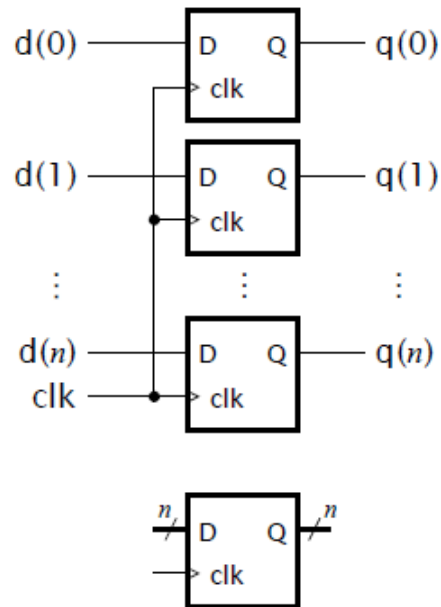 d(0) D Q q(0)
clk
d(1) D Q q(1)
clk
⋮ ⋮ ⋮
d(n) D Q q(n)
clk clk
n n
D Q
clk